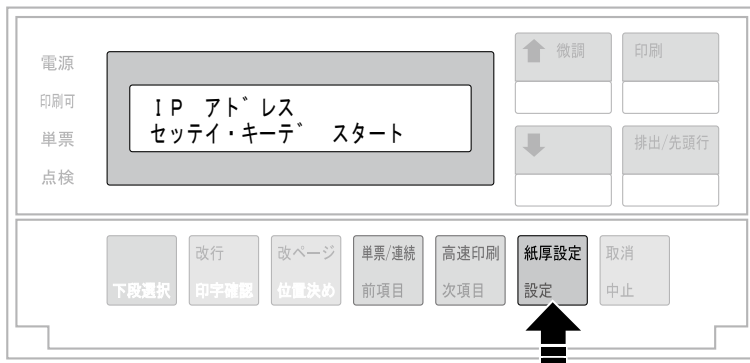 電源
印刷可
単票
点検
IP アドレス
セッテイ・キーデ スタート
微調
印刷
排出/先頭行
下段選択
改行
印字確認
改ページ
位置決め
単票/連続
前項目
高速印刷
次項目
紙厚設定
設定
取消
中止